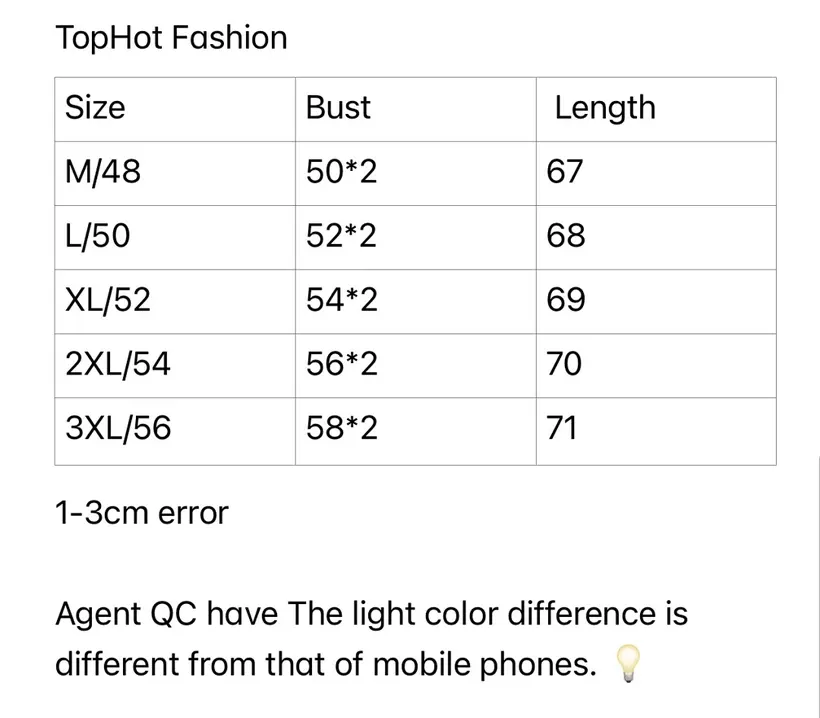 TopHot Fashion
Size Bust Length
M/48 50*2 67
L/50 52*2 68
XL/52 54*2 69
2XL/54 56*2 70
3XL/56 58*2 71
1-3cm error
Agent QC have The light color difference is
different from that of mobile phones. 💡